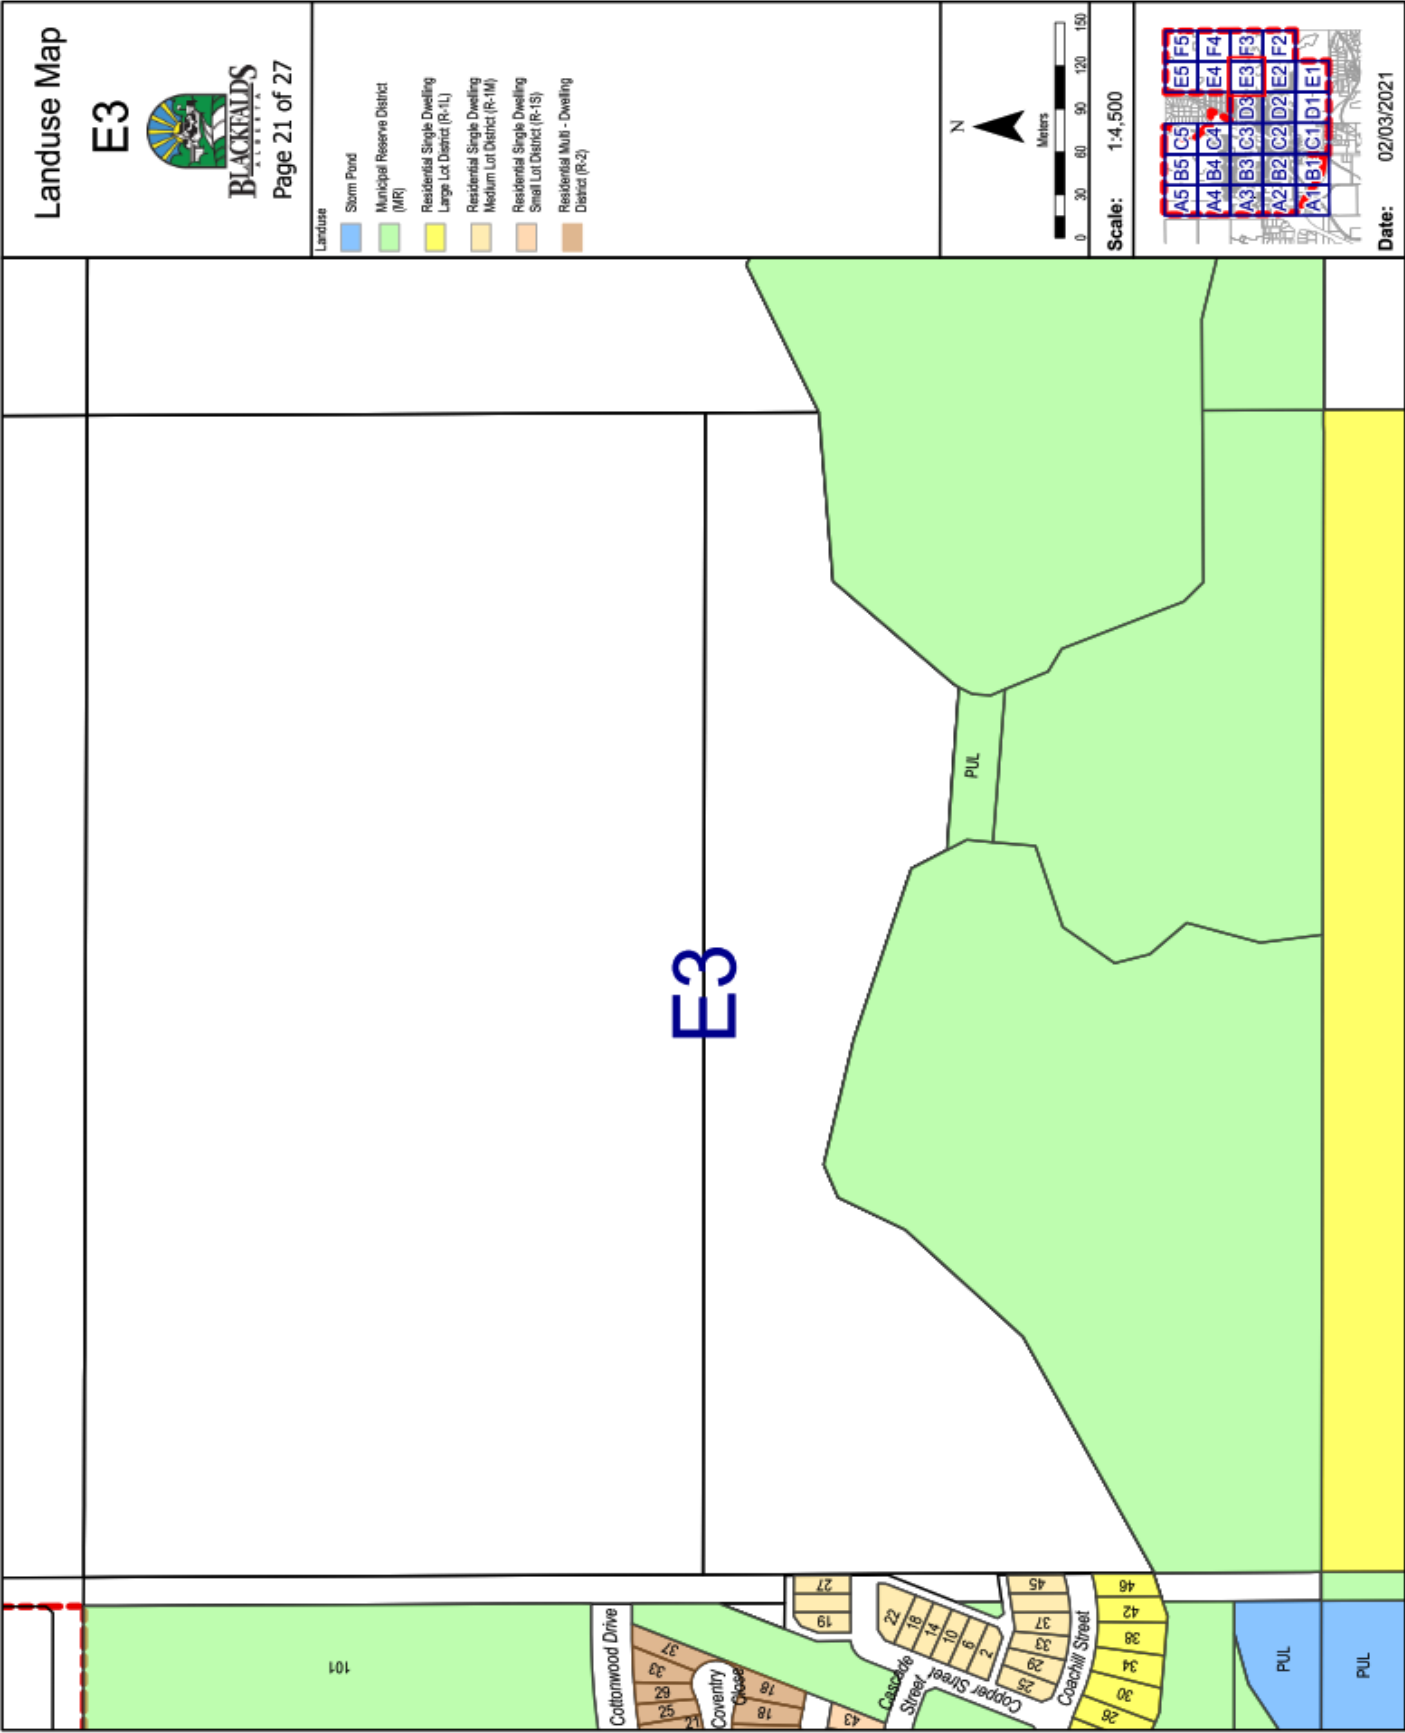 Landuse Map
E3
BLACKFALDS
ALBERTA
Page 21 of 27
Landuse
Storm Pond
Municipal Reserve District
(MR)
Residential Single Dwelling
Large Lot District (R-1L)
Residential Single Dwelling
Medium Lot District (R-1M)
Residential Single Dwelling
Small Lot District (R-1S)
Residential Multi - Dwelling
District (R-2)
N
Meters
0 30 60 90 120 150
Scale: 1:4,500
A5 B5 C5 E5 F5
A4 B4 C4 E4 F4
A3 B3 C3 D3 E3 F3
A2 B2 C2 D2 E2 F2
A1 B1 C1 D1 E1
Date: 02/03/2021
E3
PUL
101
Cottonwood Drive
37
33
29
25
21
Coventry
Close
18
18
43
19
27
Cascade
Street
22
18
14
10
6
2
Copper Street
45
37
33
29
25
Coachill Street
46
42
38
34
30
26
PUL
PUL